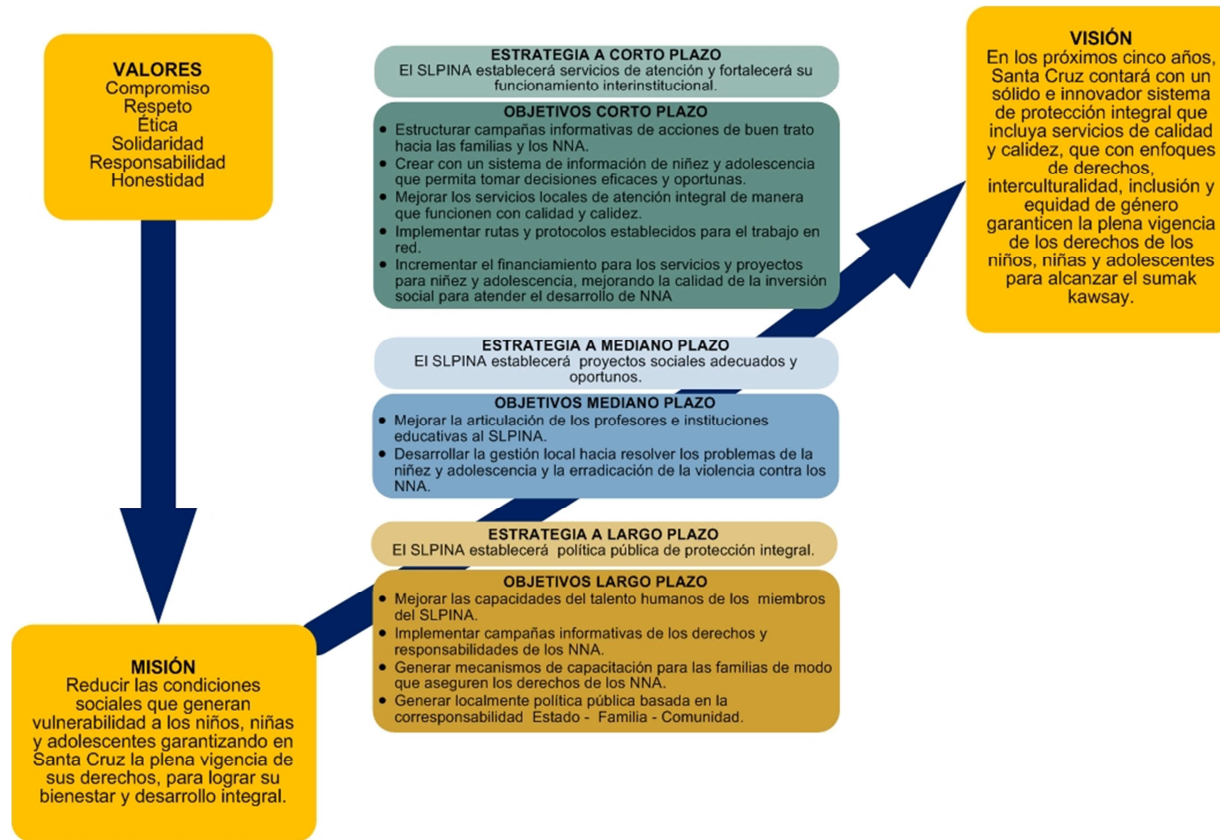 VALORES
Compromiso
Respeto
Ética
Solidaridad
Responsabilidad
Honestidad
MISIÓN
Reducir las condiciones
sociales que generan
vulnerabilidad a los niños, niñas
y adolescentes garantizando en
Santa Cruz la plena vigencia de
sus derechos, para lograr su
bienestar y desarrollo integral.
ESTRATEGIA A CORTO PLAZO
El SLPINA establecerá servicios de atención y fortalecerá su
funcionamiento interinstitucional.
OBJETIVOS CORTO PLAZO
• Estructurar campañas informativas de acciones de buen trato
hacia las familias y los NNA.
• Crear con un sistema de información de niñez y adolescencia
que permita tomar decisiones eficaces y oportunas.
• Mejorar los servicios locales de atención integral de manera
que funcionen con calidad y calidez.
• Implementar rutas y protocolos establecidos para el trabajo en
red.
• Incrementar el financiamiento para los servicios y proyectos
para niñez y adolescencia, mejorando la calidad de la inversión
social para atender el desarrollo de NNA
ESTRATEGIA A MEDIANO PLAZO
El SLPINA establecerá proyectos sociales adecuados y
oportunos.
OBJETIVOS MEDIANO PLAZO
• Mejorar la articulación de los profesores e instituciones
educativas al SLPINA.
• Desarrollar la gestión local hacia resolver los problemas de la
niñez y adolescencia y la erradicación de la violencia contra los
NNA.
ESTRATEGIA A LARGO PLAZO
El SLPINA establecerá política pública de protección integral.
OBJETIVOS LARGO PLAZO
• Mejorar las capacidades del talento humanos de los miembros
del SLPINA.
• Implementar campañas informativas de los derechos y
responsabilidades de los NNA.
• Generar mecanismos de capacitación para las familias de modo
que aseguren los derechos de los NNA.
• Generar localmente política pública basada en la
corresponsabilidad Estado - Familia - Comunidad.
VISIÓN
En los próximos cinco años,
Santa Cruz contará con un
sólido e innovador sistema
de protección integral que
incluya servicios de calidad
y calidez, que con enfoques
de derechos,
interculturalidad, inclusión y
equidad de género
garanticen la plena vigencia
de los derechos de los
niños, niñas y adolescentes
para alcanzar el sumak
kawsay.